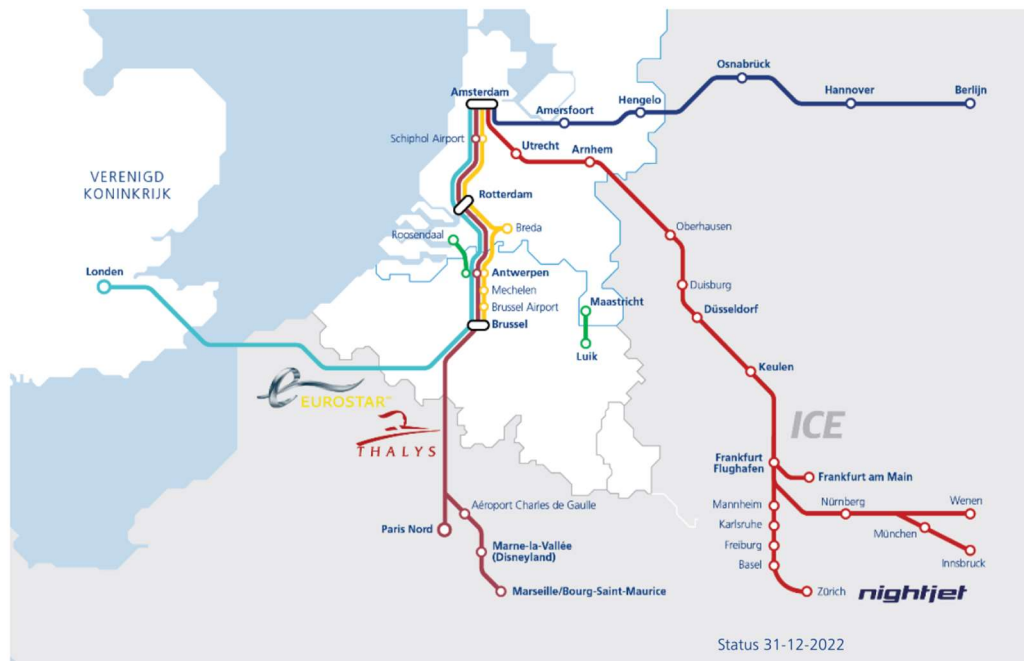 Osnabrück
Amsterdam
Amersfoort
Hengelo
Hannover
Berlijn
Schiphol Airport
Utrecht
Arnhem
VERENIGD
KONINKRIJK
Rotterdam
Roosendaal
Breda
Oberhausen
Londen
Antwerpen
Mechelen
Duisburg
Brussel Airport
Maastricht
Düsseldorf
Brussel
Luik
Keulen
EUROSTAR™
THALYS
ICE
Frankfurt
Flughafen
Frankfurt am Main
Aéroport Charles de Gaulle
Mannheim
Nürnberg
Wenen
Paris Nord
Karlsruhe
München
Marne-la-Vallée
(Disneyland)
Freiburg
Basel
Innsbruck
Marseille/Bourg-Saint-Maurice
Zürich
nightjet
Status 31-12-2022